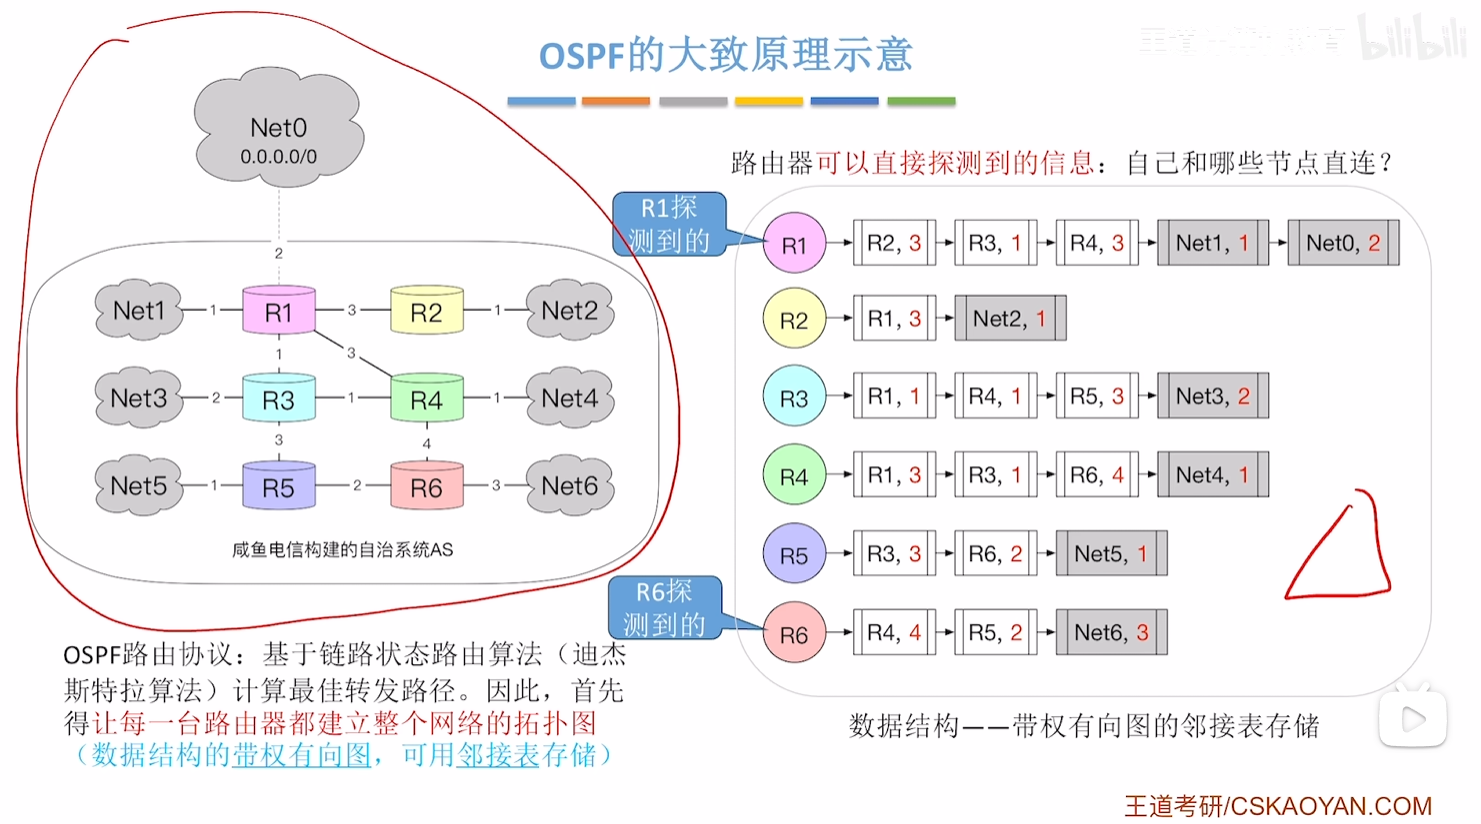 OSPF的大致原理示意
bilibili
Net0
0.0.0.0/0
2
Net1 1 R1 3 R2 1 Net2
1 3
Net3 2 R3 1 R4 1 Net4
3 4
Net5 1 R5 2 R6 3 Net6
咸鱼电信构建的自治系统AS
OSPF路由协议：基于链路状态路由算法（迪杰
斯特拉算法）计算最佳转发路径。因此，首先
得让每一台路由器都建立整个网络的拓扑图
（数据结构的带权有向图，可用邻接表存储）
路由器可以直接探测到的信息：自己和哪些节点直连？
R1探
测到的
R1 R2, 3 R3, 1 R4, 3 Net1, 1 Net0, 2
R2 R1, 3 Net2, 1
R3 R1, 1 R4, 1 R5, 3 Net3, 2
R4 R1, 3 R3, 1 R6, 4 Net4, 1
R5 R3, 3 R6, 2 Net5, 1
R6探
测到的
R6 R4, 4 R5, 2 Net6, 3
数据结构——带权有向图的邻接表存储
王道考研/CSKAOYAN.COM